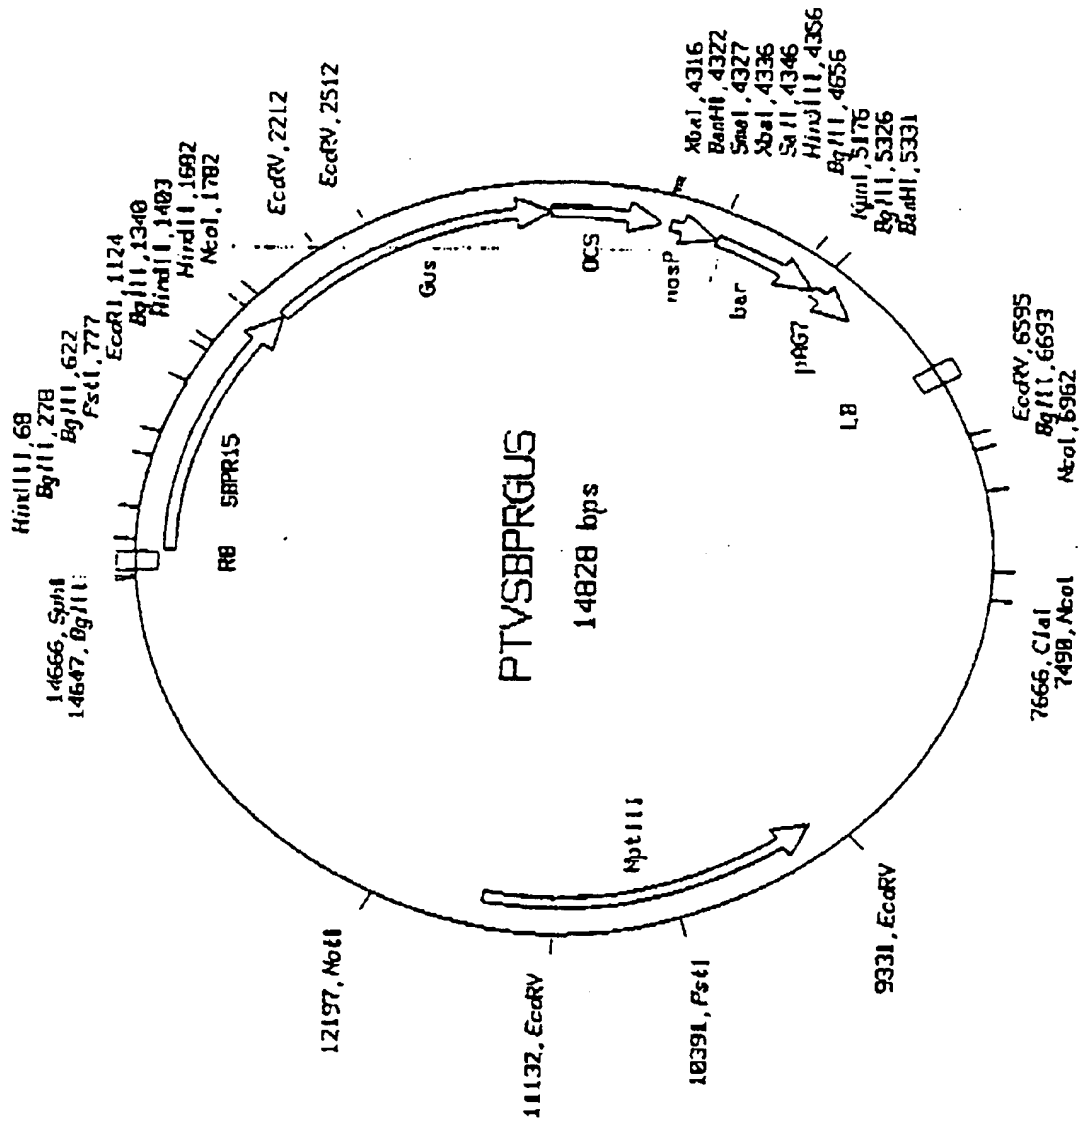 PTVSBPRGUS
14828 bps
HindIII, 68
BglII, 278
BglII, 622
PstI, 777
EcoRI, 1124
BglII, 1340
HindIII, 1403
HindIII, 1682
NcoI, 1782
EcoRV, 2212
EcoRV, 2512
XbaI, 4316
BamHI, 4322
SmaI, 4327
XbaI, 4336
SalI, 4346
HindIII, 4356
BglII, 4656
KpnI, 5176
BglII, 5326
BamHI, 5331
EcoRV, 6595
BglII, 6693
NcoI, 6962
7666, ClaI
7498, NcoI
9331, EcoRV
10391, PstI
11132, EcoRV
12197, NotI
14666, SphI
14647, BglII
RB
SBPR15
Gus
OCS
nosP
bar
LB
NptIII